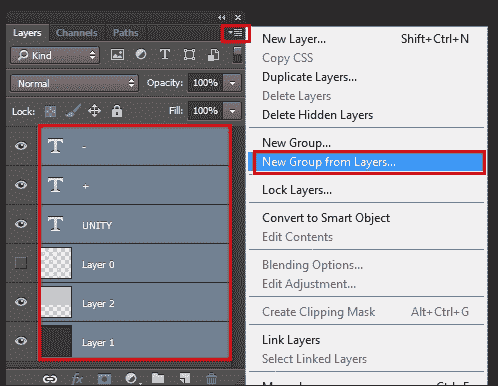 Layers Channels Paths
Kind
Normal Opacity: 100%
Lock: Fill: 100%
T -
T +
T UNITY
Layer 0
Layer 2
Layer 1
fx
New Layer... Shift+Ctrl+N
Copy CSS
Duplicate Layers...
Delete Layers
Delete Hidden Layers
New Group...
New Group from Layers...
Lock Layers...
Convert to Smart Object
Edit Contents
Blending Options...
Edit Adjustment...
Create Clipping Mask Alt+Ctrl+G
Link Layers
Select Linked Layers